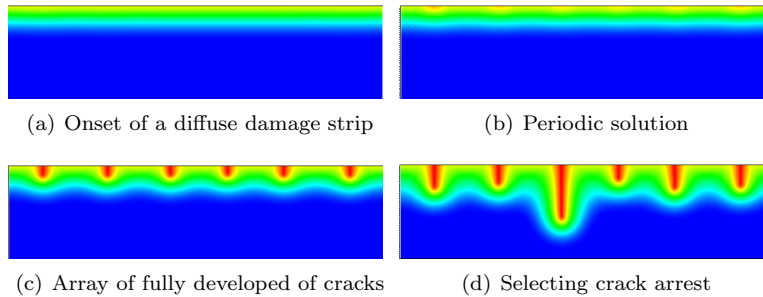 (a) Onset of a diffuse damage strip
(b) Periodic solution
(c) Array of fully developed of cracks
(d) Selecting crack arrest